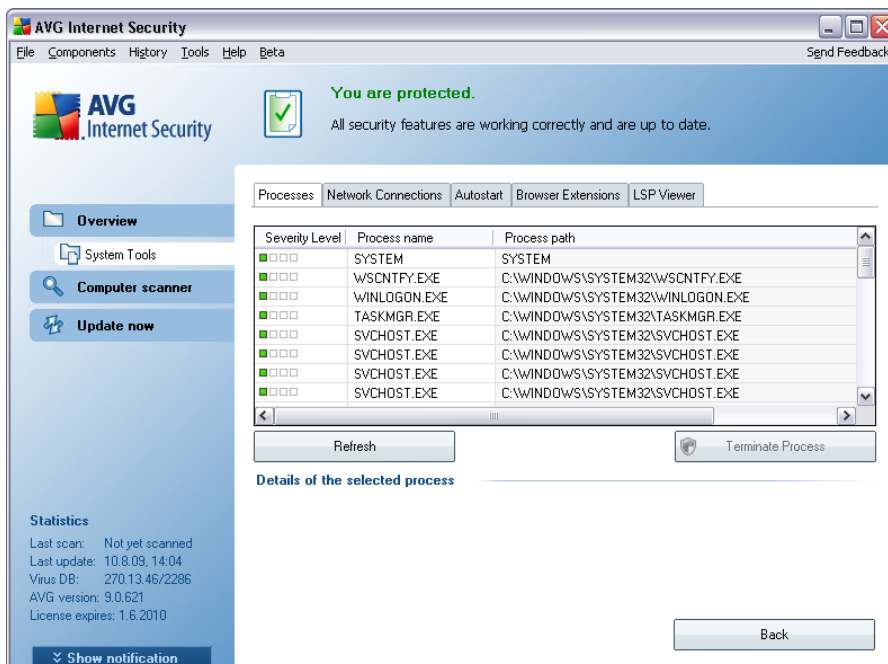 AVG Internet Security
File Components History Tools Help Beta Send Feedback
AVG
Internet Security
You are protected.
All security features are working correctly and are up to date.
Processes Network Connections Autostart Browser Extensions LSP Viewer
Overview
System Tools
Computer scanner
Update now
Severity Level Process name Process path
SYSTEM SYSTEM
WSCNTFY.EXE C:\WINDOWS\SYSTEM32\WSCNTFY.EXE
WINLOGON.EXE C:\WINDOWS\SYSTEM32\WINLOGON.EXE
TASKMGR.EXE C:\WINDOWS\SYSTEM32\TASKMGR.EXE
SVCHOST.EXE C:\WINDOWS\SYSTEM32\SVCHOST.EXE
SVCHOST.EXE C:\WINDOWS\SYSTEM32\SVCHOST.EXE
SVCHOST.EXE C:\WINDOWS\SYSTEM32\SVCHOST.EXE
SVCHOST.EXE C:\WINDOWS\SYSTEM32\SVCHOST.EXE
Refresh Terminate Process
Details of the selected process
Statistics
Last scan: Not yet scanned
Last update: 10.8.09, 14:04
Virus DB: 270.13.46/2286
AVG version: 9.0.621
License expires: 1.6.2010
Show notification
Back